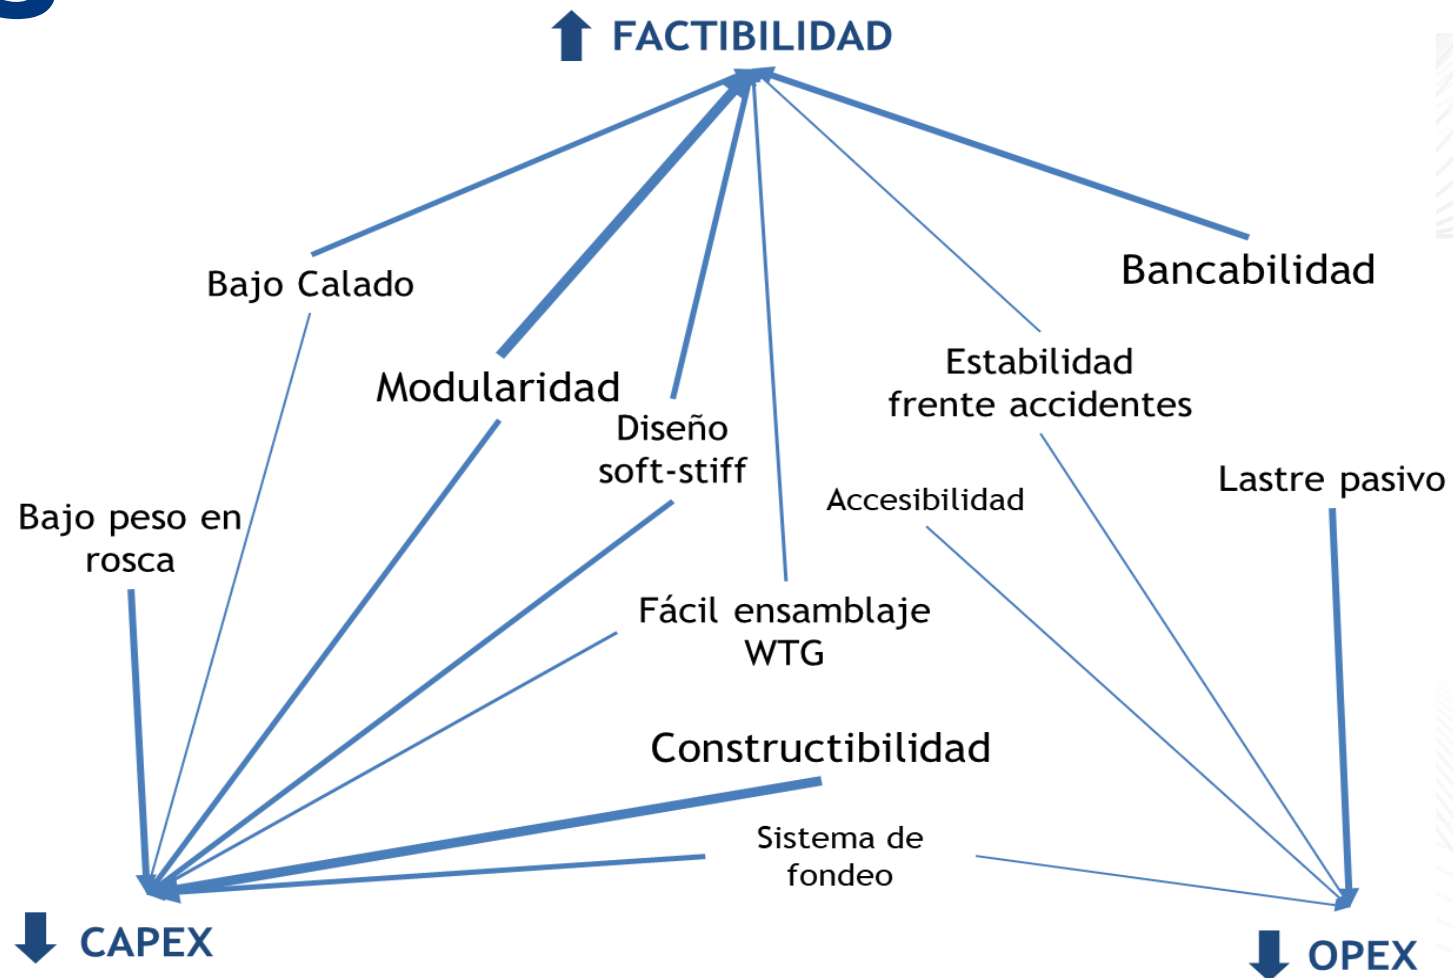 FACTIBILIDAD
Bajo Calado
Bancabilidad
Modularidad
Diseño
soft-stiff
Estabilidad
frente accidentes
Accesibilidad
Lastre pasivo
Bajo peso en
rosca
Fácil ensamblaje
WTG
Constructibilidad
Sistema de
fondeo
CAPEX
OPEX